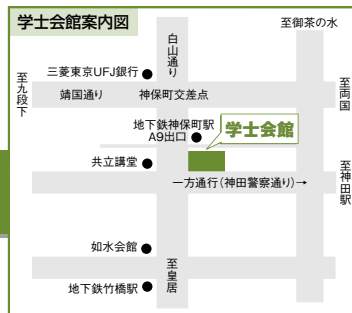 学士会館案内図
至御茶の水
白山通り
三菱東京UFJ銀行
至九段下
靖国通り
神保町交差点
至両国
地下鉄神保町駅
A9出口
学士会館
共立講堂
一方通行(神田警察通り)→
至神田駅
如水会館
至皇居
地下鉄竹橋駅